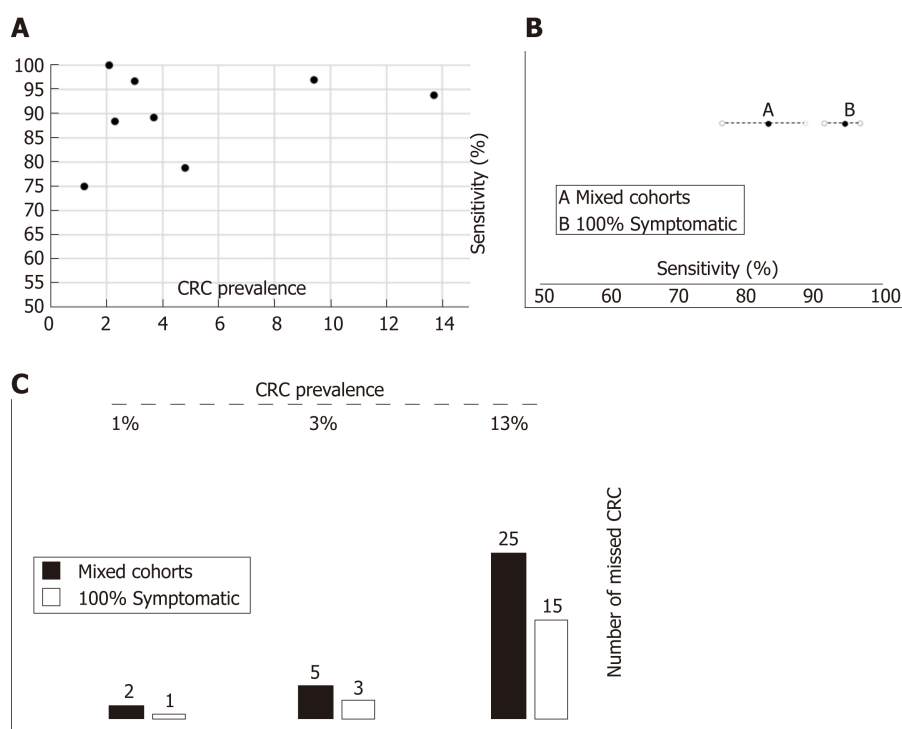 A
100
95
90
85
80
75
70
65
60
55
50
Sensitivity (%)
CRC prevalence
0 2 4 6 8 10 12 14
B
A B
A Mixed cohorts
B 100% Symptomatic
Sensitivity (%)
50 60 70 80 90 100
C
CRC prevalence
1% 3% 13%
Mixed cohorts
100% Symptomatic
2 1
5 3
25 15
Number of missed CRC